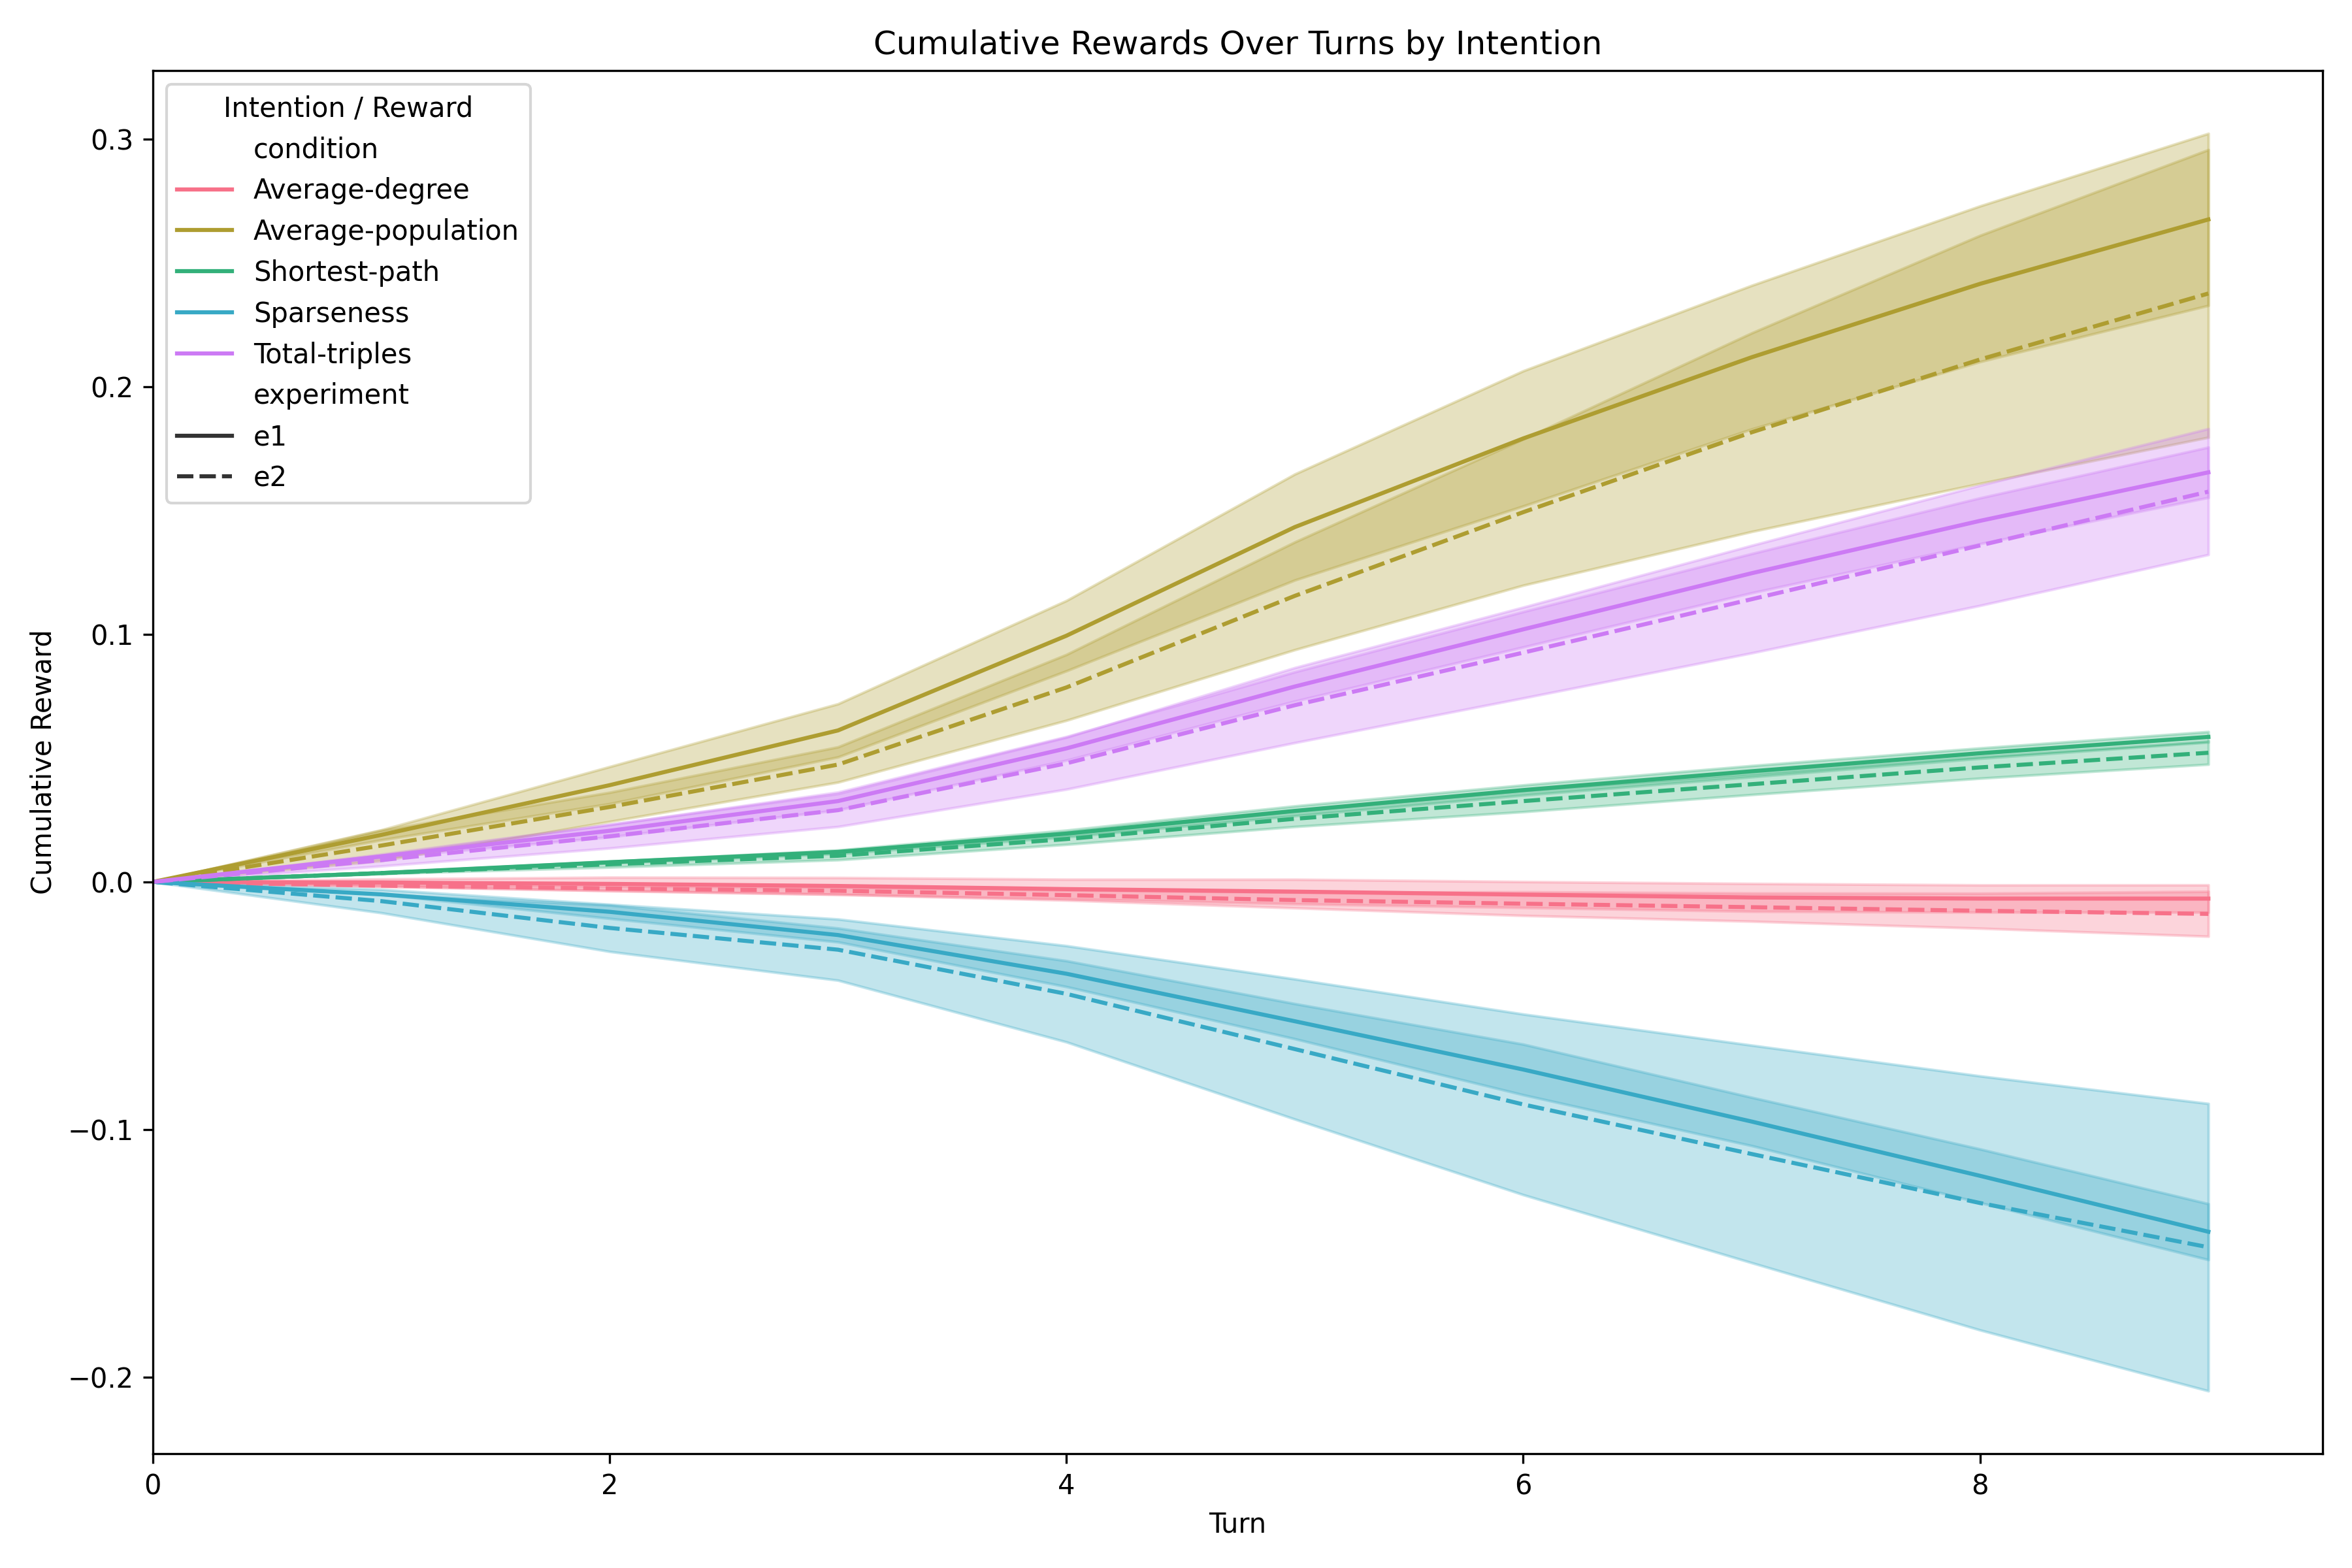 Cumulative Rewards Over Turns by Intention
Intention / Reward
condition
Average-degree
Average-population
Shortest-path
Sparseness
Total-triples
experiment
e1
e2
Cumulative Reward
0.3
0.2
0.1
0.0
−0.1
−0.2
0
2
4
6
8
Turn